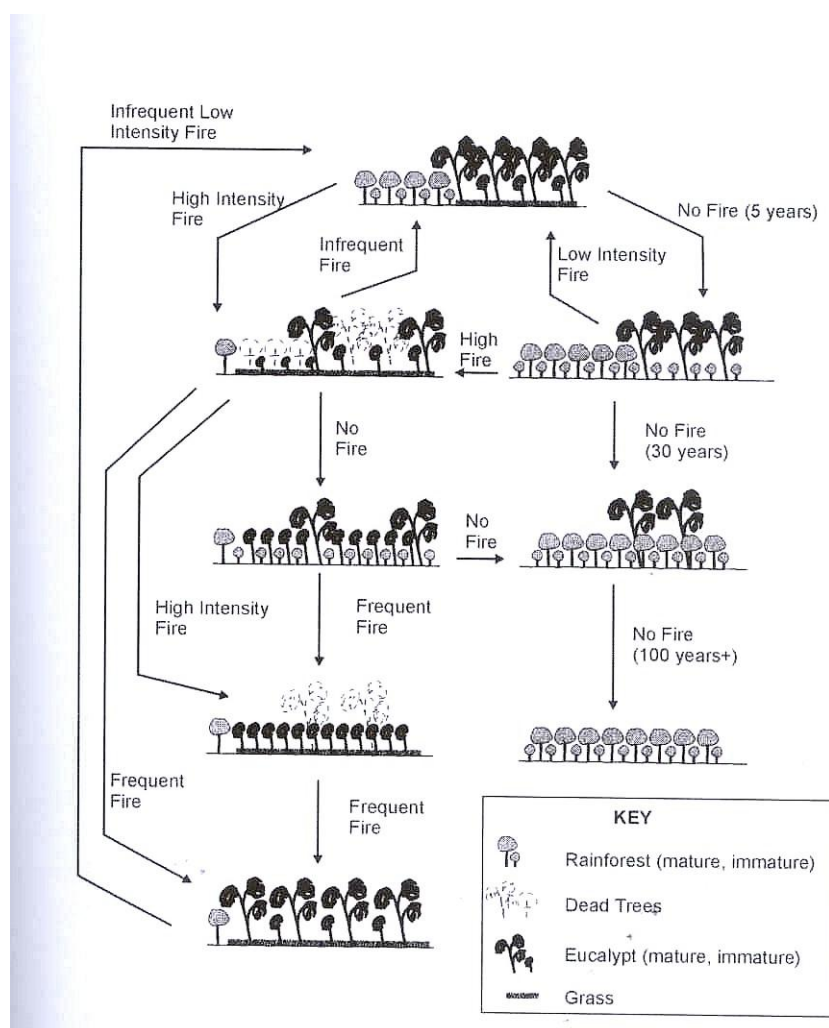 Infrequent Low
Intensity Fire
High Intensity
Fire
No Fire (5 years)
Infrequent
Fire
Low Intensity
Fire
High
Fire
No
Fire
No Fire
(30 years)
No
Fire
High Intensity
Fire
Frequent
Fire
No Fire
(100 years+)
Frequent
Fire
Frequent
Fire
KEY
Rainforest (mature, immature)
Dead Trees
Eucalypt (mature, immature)
Grass